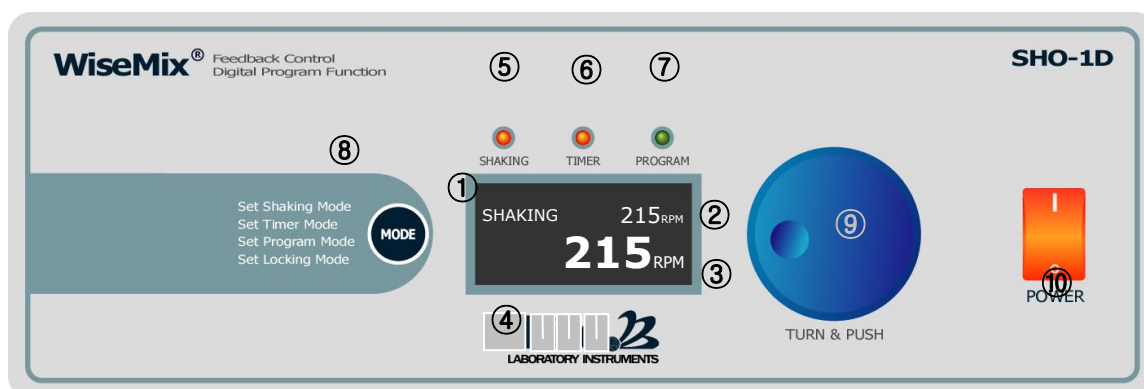 WiseMix® Feedback Control
Digital Program Function
SHO-1D
⑤ ⑥ ⑦
SHAKING TIMER PROGRAM
⑧
Set Shaking Mode
Set Timer Mode
Set Program Mode
Set Locking Mode
MODE
①
SHAKING 215RPM ②
215RPM ③
④
LABORATORY INSTRUMENTS
⑨
TURN & PUSH
⑩
POWER